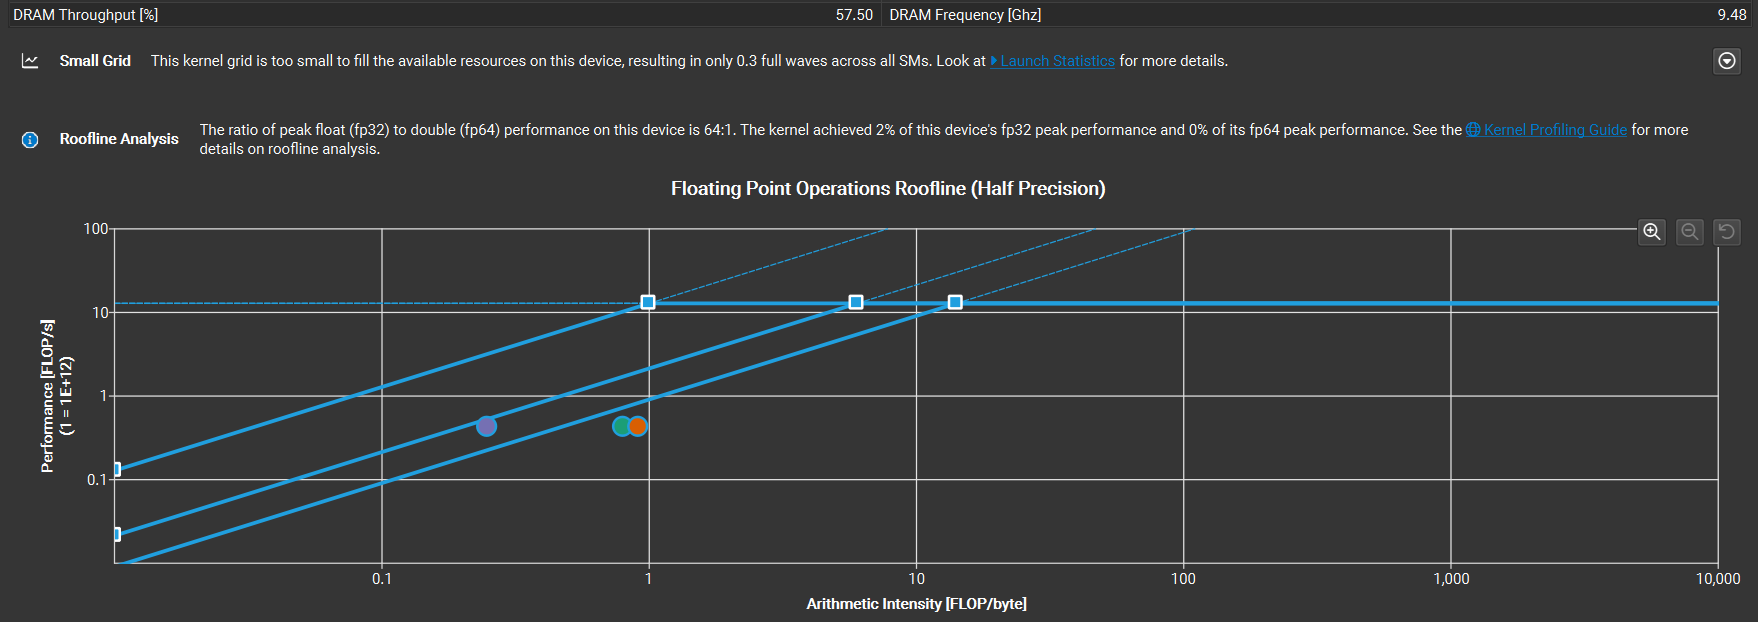 DRAM Throughput [%] 57.50 DRAM Frequency [Ghz] 9.48
Small Grid This kernel grid is too small to fill the available resources on this device, resulting in only 0.3 full waves across all SMs. Look at Launch Statistics for more details.
Roofline Analysis The ratio of peak float (fp32) to double (fp64) performance on this device is 64:1. The kernel achieved 2% of this device's fp32 peak performance and 0% of its fp64 peak performance. See the Kernel Profiling Guide for more
details on roofline analysis.
Floating Point Operations Roofline (Half Precision)
100
10
1
0.1
Performance [FLOP/s]
(1 = 1E+12)
0.1 1 10 100 1,000 10,000
Arithmetic Intensity [FLOP/byte]